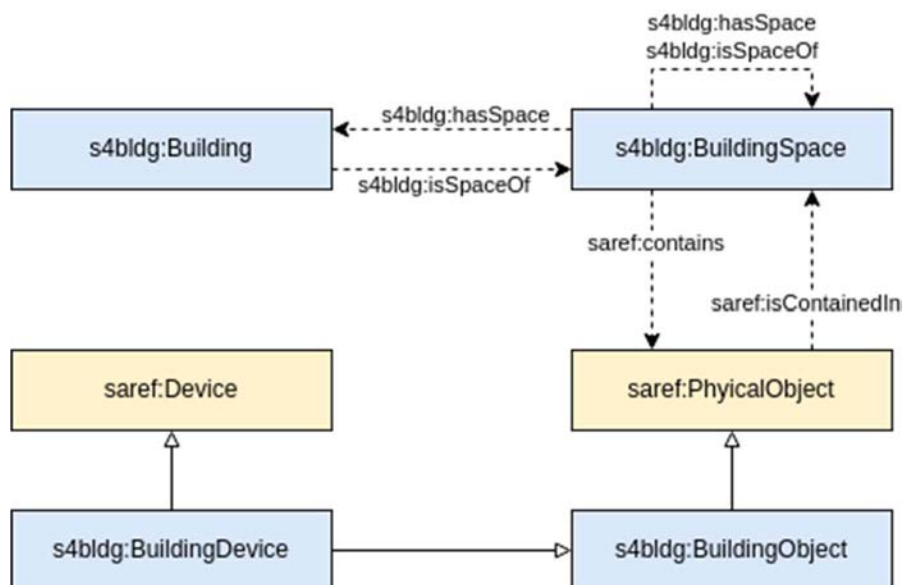 s4bldg:hasSpace
s4bldg:isSpaceOf
s4bldg:Building
s4bldg:hasSpace
s4bldg:isSpaceOf
s4bldg:BuildingSpace
saref:contains
saref:isContainedIn
saref:Device
saref:PhyicalObject
s4bldg:BuildingDevice
s4bldg:BuildingObject